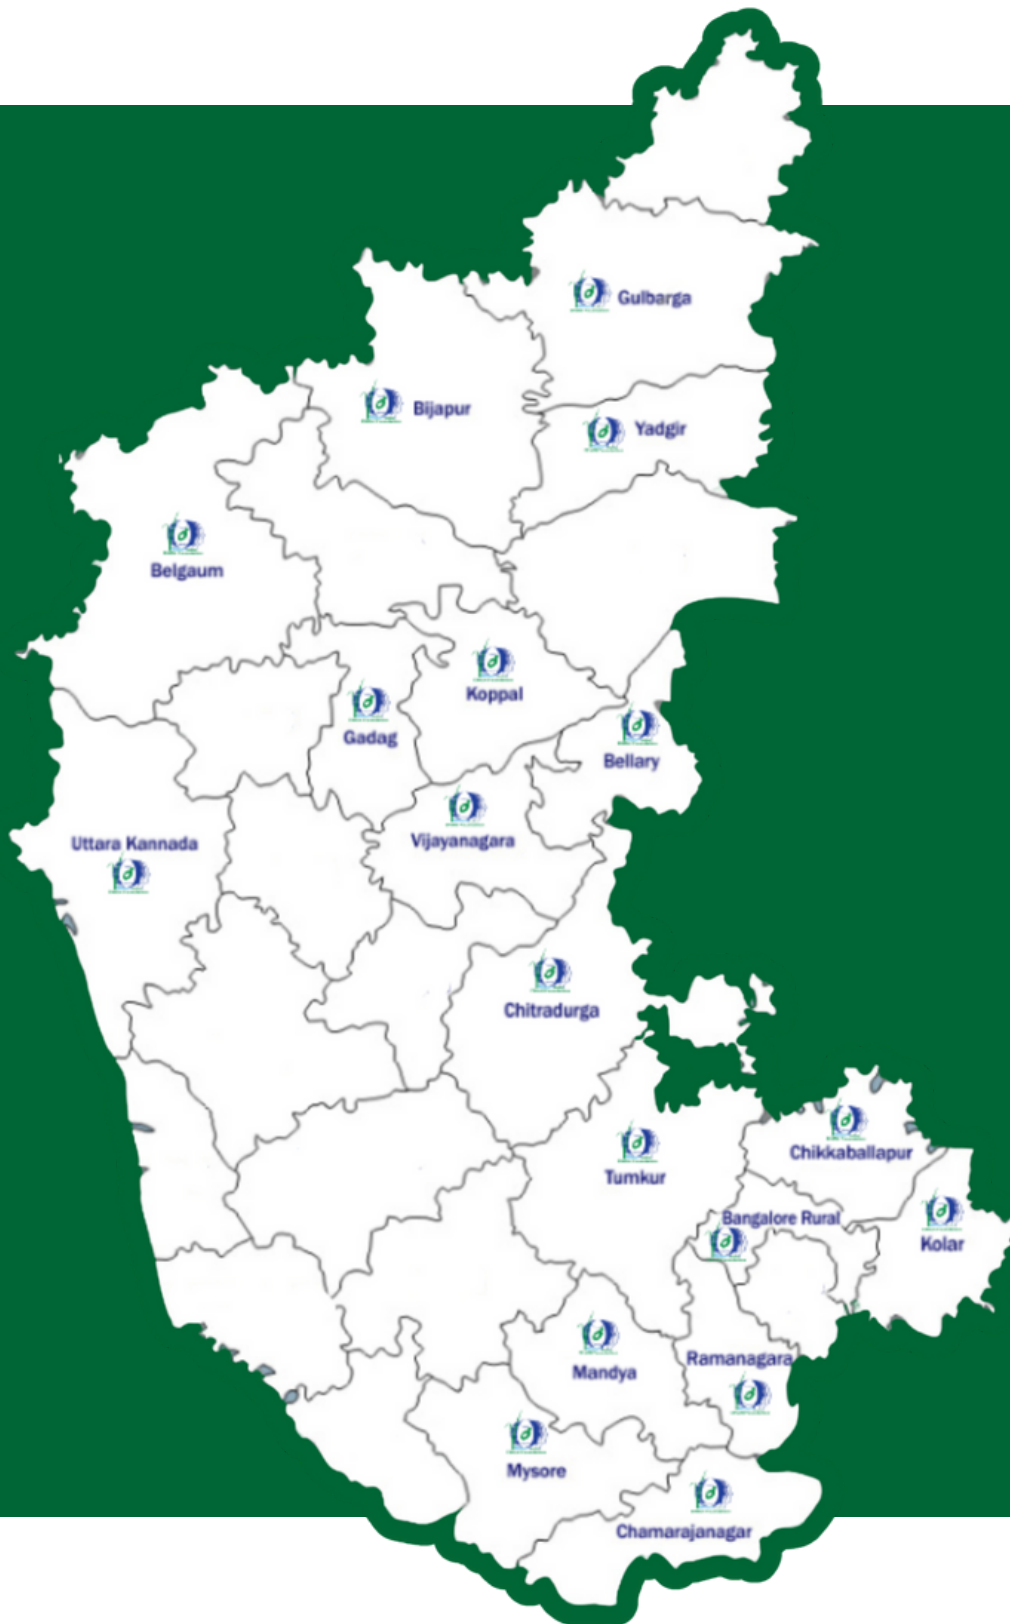 Gulbarga
Bijapur
Yadgir
Belgaum
Koppal
Gadag
Bellary
Uttara Kannada
Vijayanagara
Chitradurga
Chikkaballapur
Tumkur
Bangalore Rural
Kolar
Ramanagara
Mandya
Mysore
Chamarajanagar